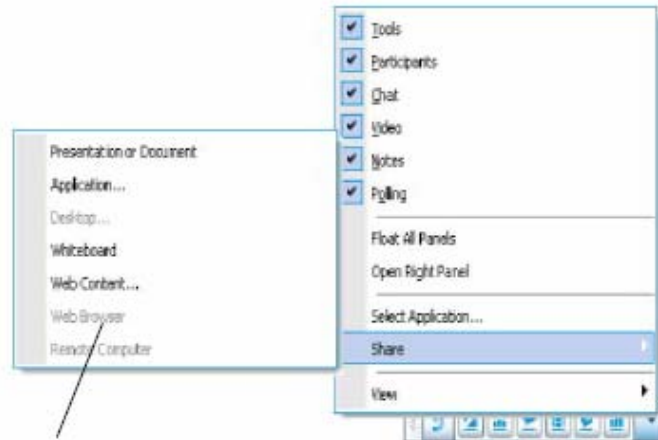 Tools
Participants
Chat
Video
Notes
Polling
Float All Panels
Open Right Panel
Select Application...
Share
View
Presentation or Document
Application...
Desktop...
Whiteboard
Web Content...
Web Browser
Remote Computer